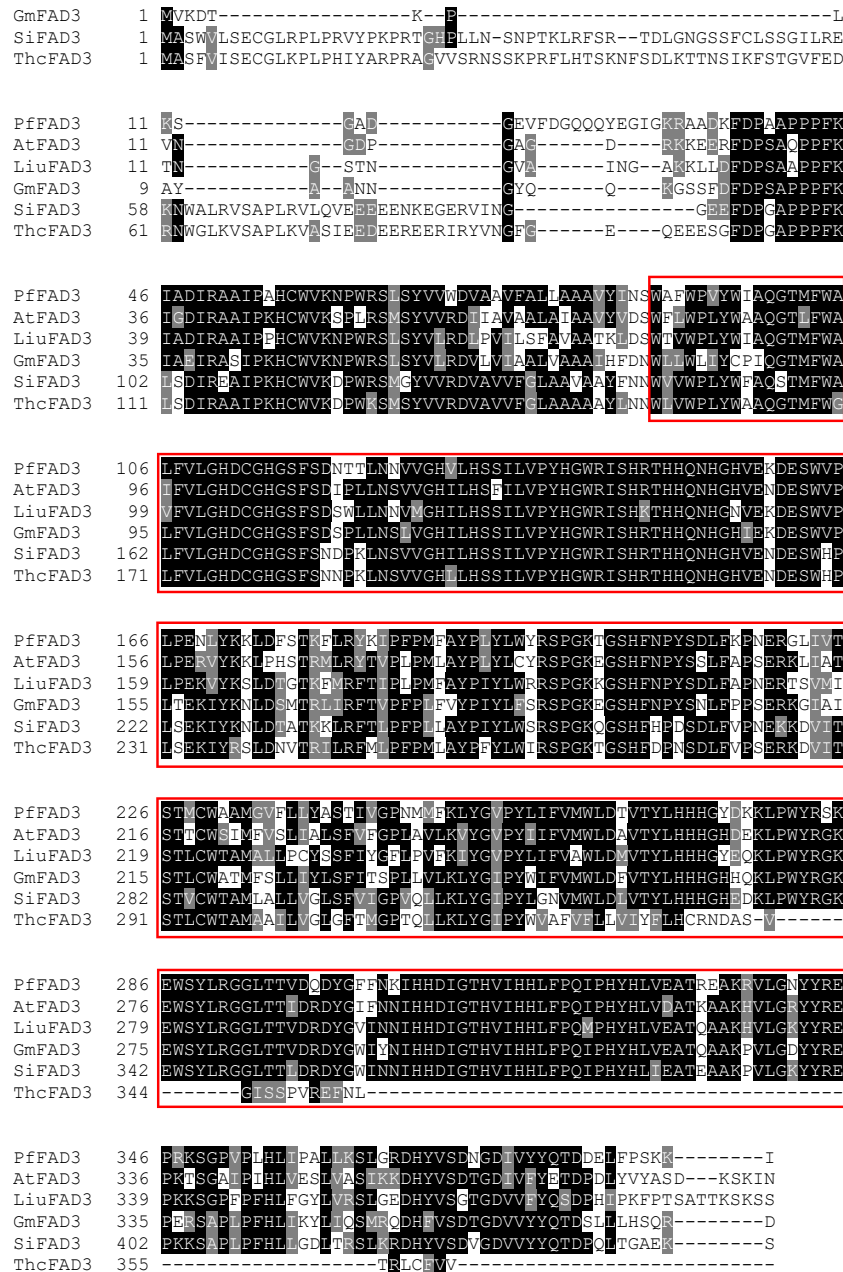 GmFAD3 1 MVKDT-----------------K--P---------------------------------L
SiFAD3 1 MASWVLSECGLRPLPRVYPKPRTGHPLLN-SNPTKLRFSR--TDLGNGSSFCLSSGILRE
ThcFAD3 1 MASFVISECGLKPLPHIYARPRAGVVSRNSSKPRFLHTSKNFSDLKTTNSIKFSTGVFED
PfFAD3 11 KS--------------GAD-----------GEVFDGQQQYEGIGKRAADKFDPAAPPPFK
AtFAD3 11 VN--------------GDP-----------GAG------D----RKKEERFDPSAQPPFK
LiuFAD3 11 TN-----------G--STN-----------GVA------ING--AKKLLDFDPSAAPPFK
GmFAD3 9 AY-----------A--ANN-----------GYQ------Q----KGSSFDFDPSAPPPFK
SiFAD3 58 KNWALRVSAPLRVLQVEEEEENKEGERVING----------------GEEFDPGAPPPFK
ThcFAD3 61 RNWGLKVSAPLKVASIEEDEEREERIRYVNGFG------E----QEEESGFDPGAPPPFK
PfFAD3 46 IADIRAAIPAHCWVKNPWRSLSYVVWDVAAVFALLAAAVYINSWAFWPVYWIAQGTMFWA
AtFAD3 36 IGDIRAAIPKHCWVKSPLRSMSYVVRDIIAVAALAIAAVYVDSWFLWPLYWAAQGTLFWA
LiuFAD3 39 IADIRAAIPPHCWVKNPWRSLSYVLRDLPVILSFAVAATKLDSWTVWPLYWIAQGTMFWA
GmFAD3 35 IAEIRASIPKHCWVKNPWRSLSYVLRDVLVIAALVAAAIHFDNWLLWLIYCPIQGTMFWA
SiFAD3 102 LSDIREAIPKHCWVKDPWRSMGYVVRDVAVVFGLAAVAAYFNNWVVWPLYWFAQSTMFWA
ThcFAD3 111 LSDIRAAIPKHCWVKDPWKSMSYVVRDVAVVFGLAAAAAYLNNWLVWPLYWAAQGTMFWG
PfFAD3 106 LFVLGHDCGHGSFSDNTTLNNVVGHVLHSSILVPYHGWRISHRTHHQNHGHVEKDESWVP
AtFAD3 96 IFVLGHDCGHGSFSDIPLLNSVVGHILHSFILVPYHGWRISHRTHHQNHGHVENDESWVP
LiuFAD3 99 VFVLGHDCGHGSFSDSWLLNNVMGHILHSSILVPYHGWRISHKTHHQNHGNVEKDESWVP
GmFAD3 95 LFVLGHDCGHGSFSDSPLLNSLVGHILHSSILVPYHGWRISHRTHHQNHGHIEKDESWVP
SiFAD3 162 LFVLGHDCGHGSFSNDPKLNSVVGHILHSSILVPYHGWRISHRTHHQNHGHVENDESWHP
ThcFAD3 171 LFVLGHDCGHGSFSNNPKLNSVVGHLLHSSILVPYHGWRISHRTHHQNHGHVENDESWHP
PfFAD3 166 LPENLYKKLDFSTKFLRYKIPFPMFAYPLYLWYRSPGKTGSHFNPYSDLFKPNERGLIVT
AtFAD3 156 LPERVYKKLPHSTRMLRYTVPLPMLAYPLYLCYRSPGKEGSHFNPYSSLFAPSERKLIAT
LiuFAD3 159 LPEKVYKSLDTGTKFMRFTIPLPMFAYPIYLWRRSPGKKGSHFNPYSDLFAPNERTSVMI
GmFAD3 155 LTEKIYKNLDSMTRLIRFTVPFPLFVYPIYLFSRSPGKEGSHFNPYSNLFPPSERKGIAI
SiFAD3 222 LSEKIYKNLDTATKKLRFTLPFPLLAYPIYLWSRSPGKQGSHFHPDSDLFVPNEKKDVIT
ThcFAD3 231 LSEKIYRSLDNVTRILRFMLPFPMLAYPFYLWIRSPGKTGSHFDPNSDLFVPSERKDVIT
PfFAD3 226 STMCWAAMGVFLLYASTIVGPNMMFKLYGVPYLIFVMWLDTVTYLHHHGYDKKLPWYRSK
AtFAD3 216 STTCWSIMFVSLIALSFVFGPLAVLKVYGVPYIIFVMWLDAVTYLHHHGHDEKLPWYRGK
LiuFAD3 219 STLCWTAMALLPCYSSFIYGFLPVFKIYGVPYLIFVAWLDMVTYLHHHGYEQKLPWYRGK
GmFAD3 215 STLCWATMFSLLIYLSFITSPLLVLKLYGIPYWIFVMWLDFVTYLHHHGHHQKLPWYRGK
SiFAD3 282 STVCWTAMLALLVGLSFVIGPVQLLKLYGIPYLGNVMWLDLVTYLHHHGHEDKLPWYRGK
ThcFAD3 291 STLCWTAMAAILVGLGFTMGPTQLLKLYGIPYWVAFVFLLVIYFLHCRNDAS-V------
PfFAD3 286 EWSYLRGGLTTVDQDYGFFNKIHHDIGTHVIHHLFPQIPHYHLVEATREAKRVLGNYYRE
AtFAD3 276 EWSYLRGGLTTIDRDYGIFNNIHHDIGTHVIHHLFPQIPHYHLVDATKAAKHVLGRYYRE
LiuFAD3 279 EWSYLRGGLTTVDRDYGVINNIHHDIGTHVIHHLFPQMPHYHLVEATQAAKHVLGKYYRE
GmFAD3 275 EWSYLRGGLTTVDRDYGWIYNIHHDIGTHVIHHLFPQIPHYHLVEATQAAKPVLGDYYRE
SiFAD3 342 EWSYLRGGLTTLDRDYGWINNIHHDIGTHVIHHLFPQIPHYHLIEATEAAKPVLGKYYRE
ThcFAD3 344 -------GISSPVREFNL------------------------------------------
PfFAD3 346 PRKSGPVPLHLIPALLKSLGRDHYVSDNGDIVYYQTDDELFPSKK--------I
AtFAD3 336 PKTSGAIPIHLVESLVASIKKDHYVSDTGDIVFYETDPDLYVYASD---KSKIN
LiuFAD3 339 PKKSGPFPFHLFGYLVRSLGEDHYVSGTGDVVFYQSDPHIPKFPTSATTKSKSS
GmFAD3 335 PERSAPLPFHLIKYLIQSMRQDHFVSDTGDVVYYQTDSLLLHSQR--------D
SiFAD3 402 PKKSAPLPFHLLGDLTRSLKRDHYVSDVGDVVYYQTDPQLTGAEK--------S
ThcFAD3 355 -------------------TRLCFVV----------------------------